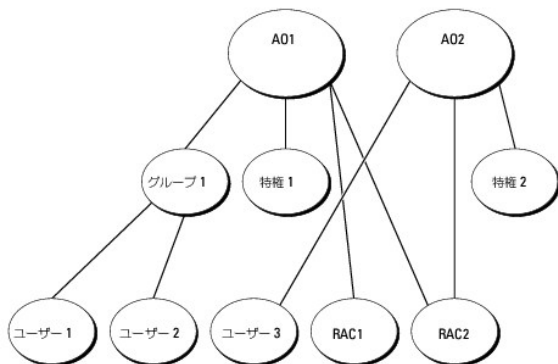 A01
A02
グループ 1
特権 1
特権 2
ユーザー 1
ユーザー 2
ユーザー 3
RAC1
RAC2